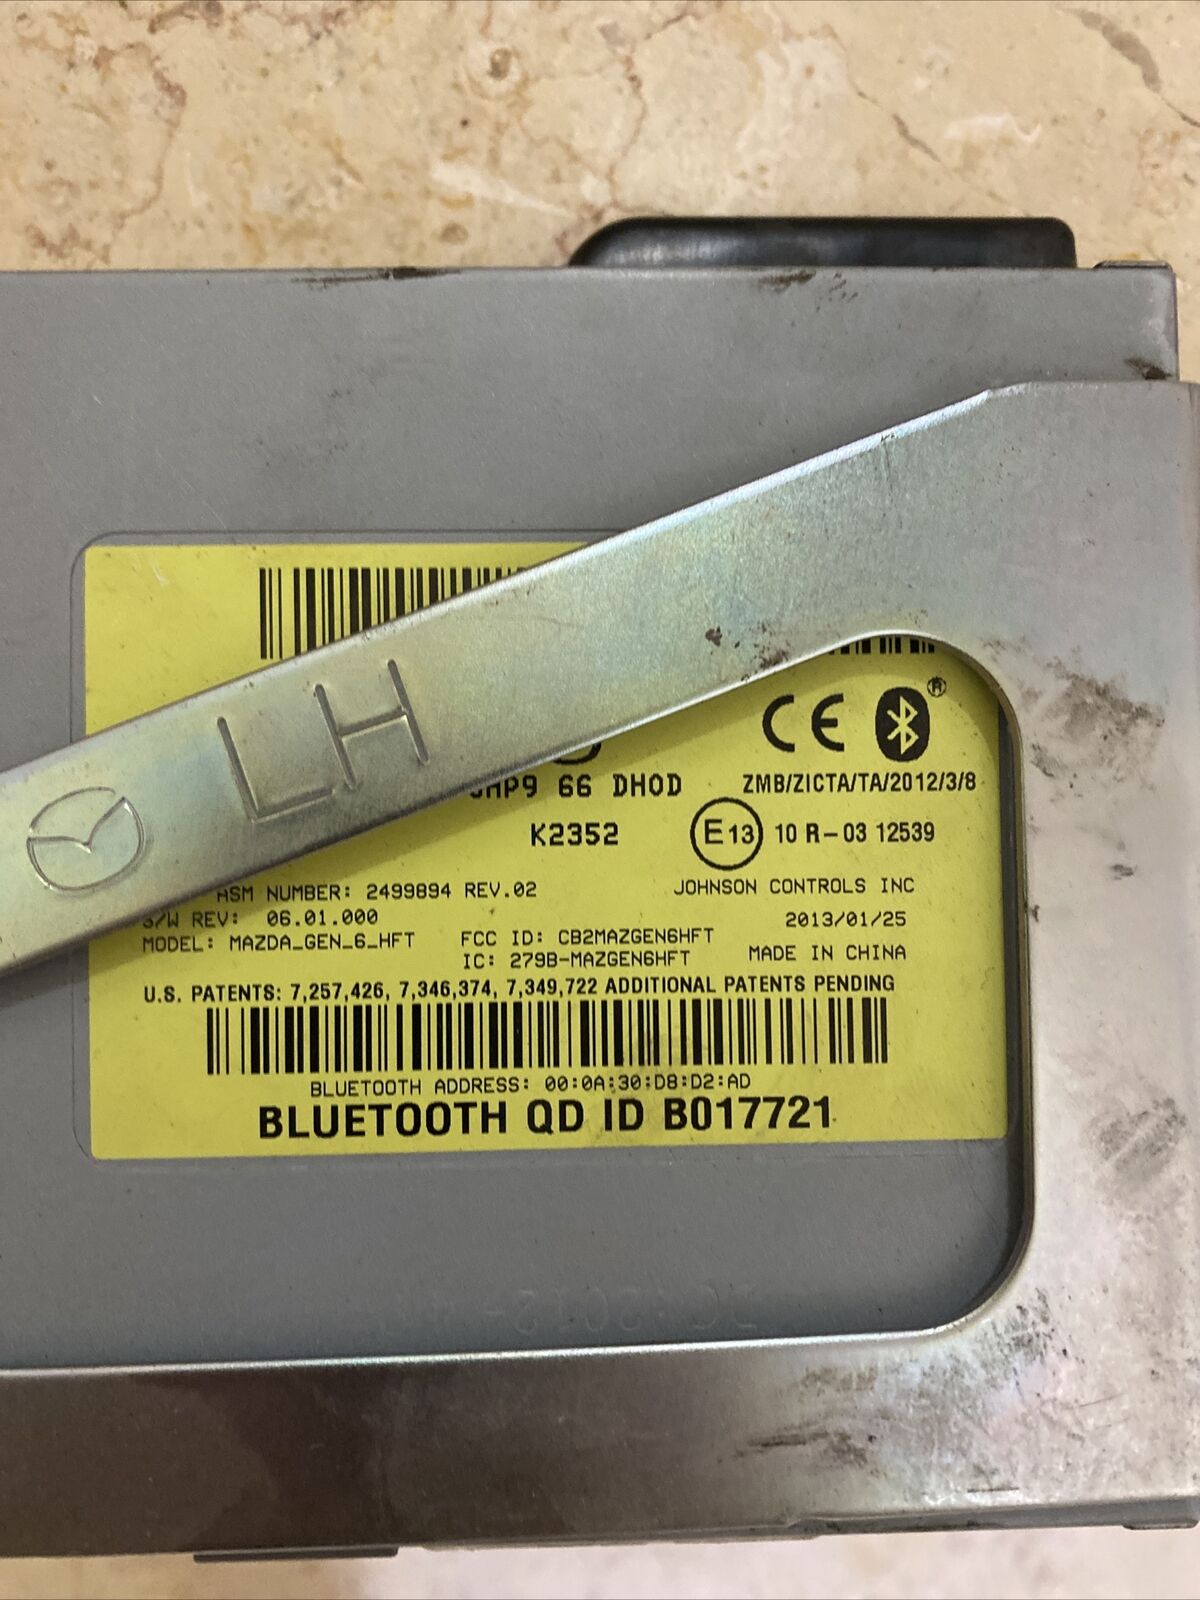 LH
CE ®
66 DHOD
ZMB/ZICTA/TA/2012/3/8
K2352
E13 10 R-03 12539
ASM NUMBER: 2499894 REV.02
JOHNSON CONTROLS INC
S/W REV: 06.01.000
2013/01/25
MODEL: MAZDA_GEN_6_HFT
FCC ID: CB2MAZGEN6HFT
IC: 279B-MAZGEN6HFT
MADE IN CHINA
U.S. PATENTS: 7,257,426, 7,346,374, 7,349,722 ADDITIONAL PATENTS PENDING
BLUETOOTH ADDRESS: 00:0A:30:D8:D2:AD
BLUETOOTH QD ID B017721